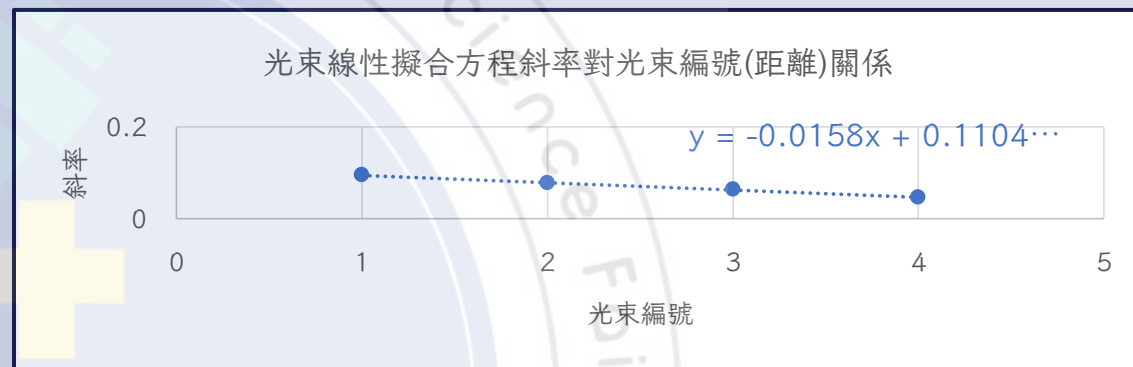 光束線性擬合方程斜率對光束編號(距離)關係
0.2
y = -0.0158x + 0.1104…
斜率
0
0 1 2 3 4 5
光束編號
cience Fai